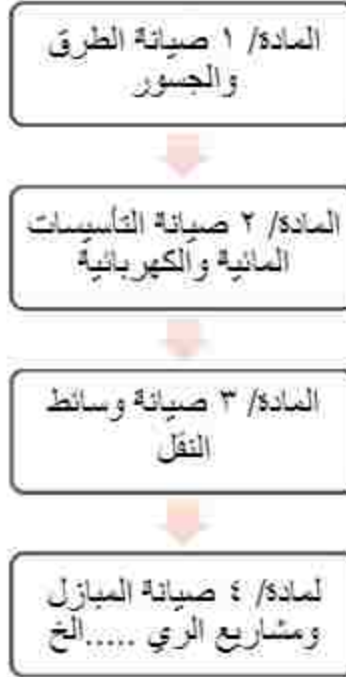 المادة/ ١ صيانة الطرق
والجسور
المادة/ ٢ صيانة التأسيسات
المائية والكهربائية
المادة/ ٣ صيانة وسائط
النقل
لمادة/ ٤ صيانة المبازل
ومشاريع الري .....الخ